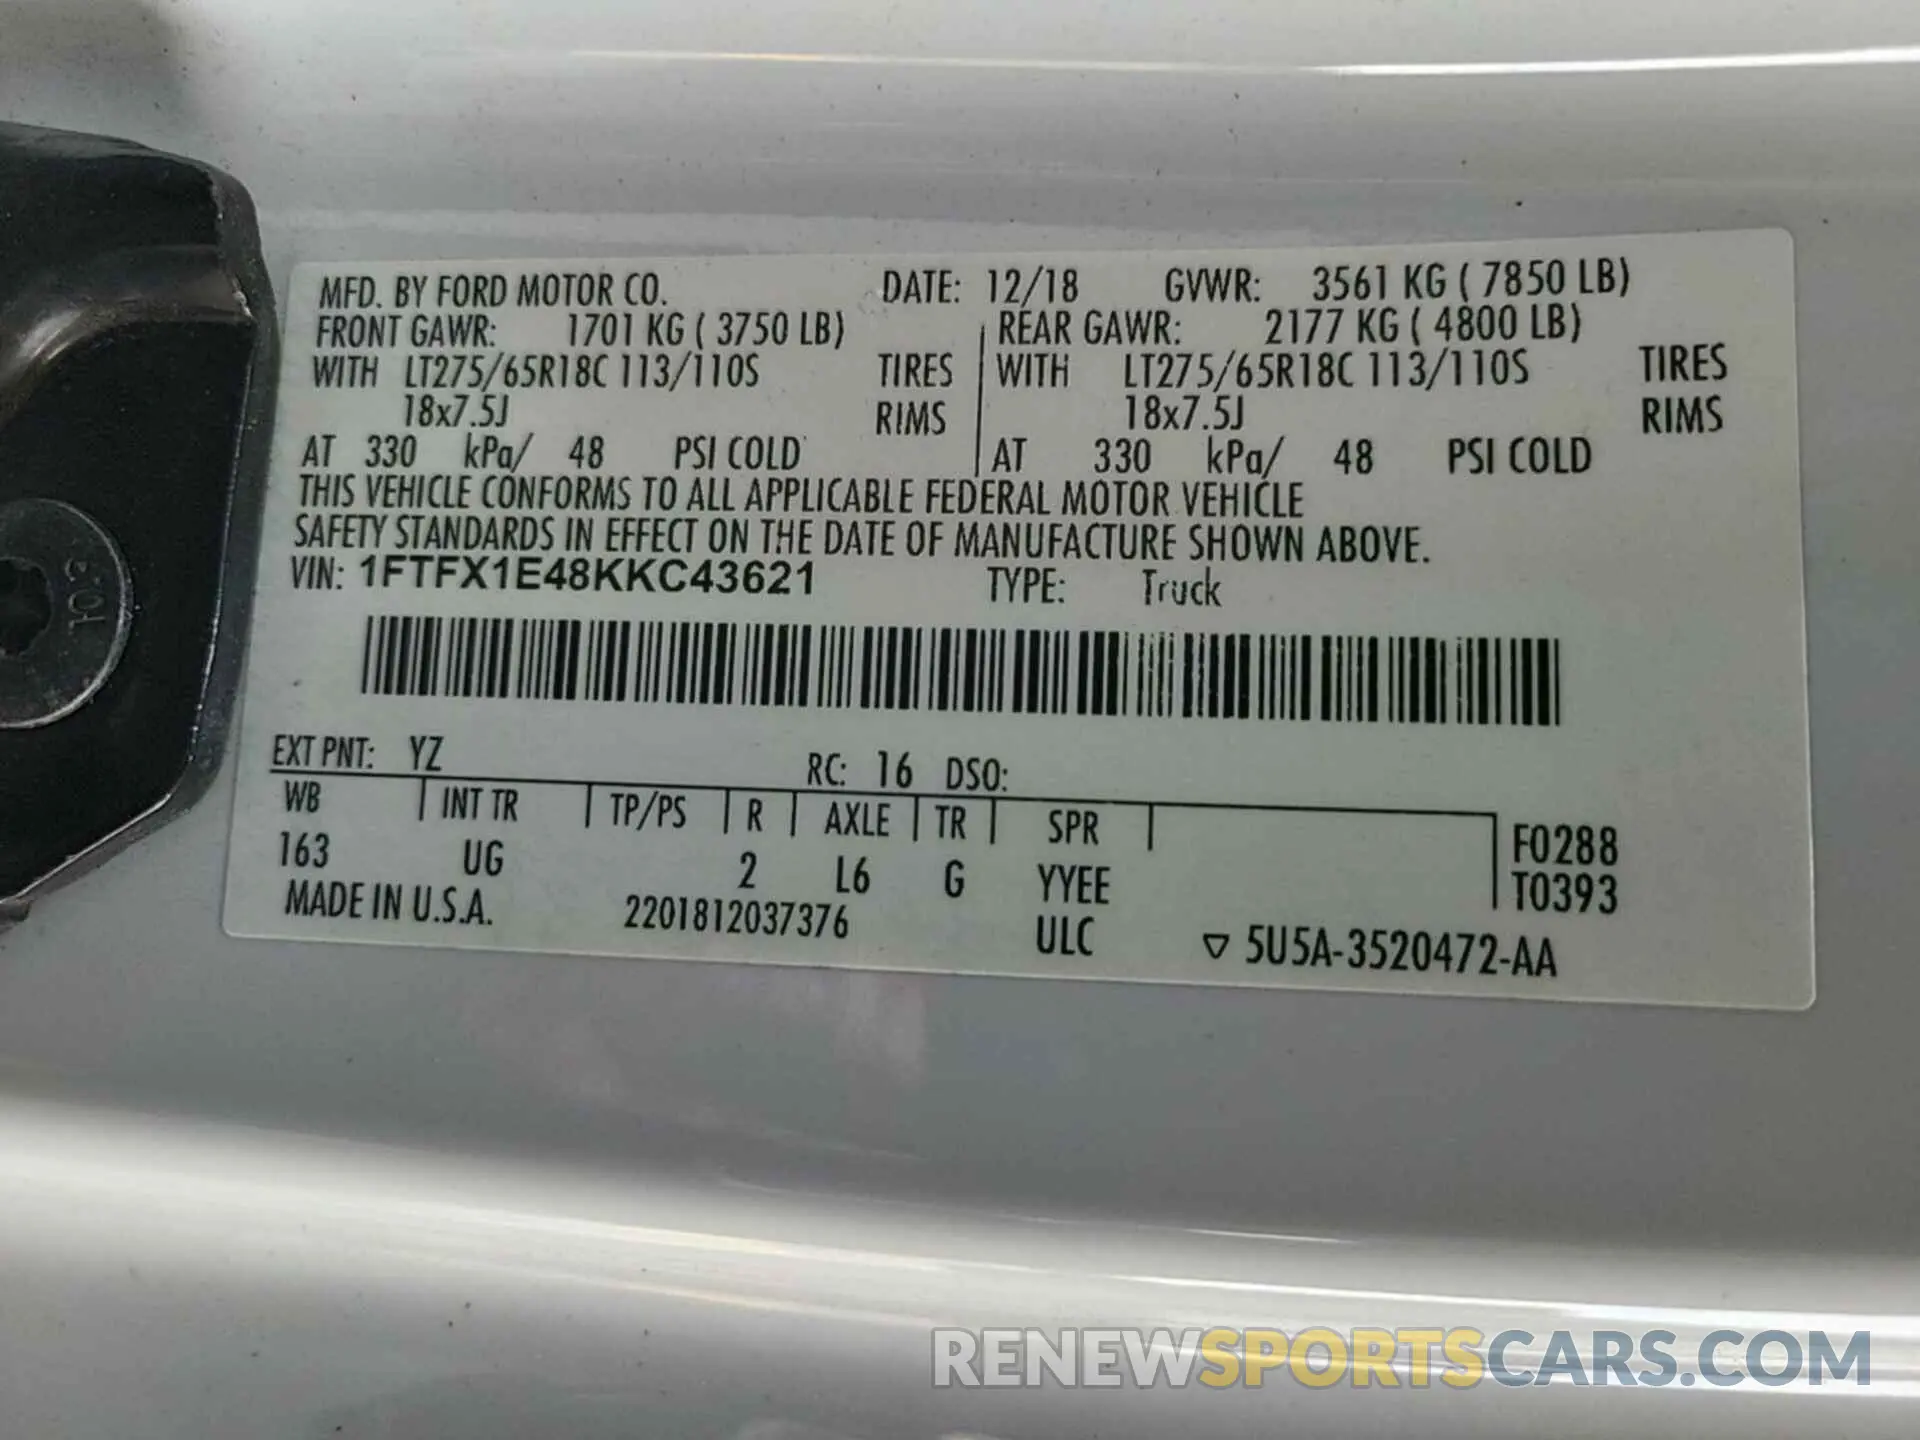 MFD. BY FORD MOTOR CO. DATE: 12/18 GVWR: 3561 KG ( 7850 LB)
FRONT GAWR: 1701 KG ( 3750 LB) REAR GAWR: 2177 KG ( 4800 LB)
WITH LT275/65R18C 113/110S TIRES WITH LT275/65R18C 113/110S TIRES
18x7.5J RIMS 18x7.5J RIMS
AT 330 kPa/ 48 PSI COLD AT 330 kPa/ 48 PSI COLD
THIS VEHICLE CONFORMS TO ALL APPLICABLE FEDERAL MOTOR VEHICLE
SAFETY STANDARDS IN EFFECT ON THE DATE OF MANUFACTURE SHOWN ABOVE.
VIN: 1FTFX1E48KKC43621 TYPE: Truck
EXT PNT: YZ RC: 16 DSO:
WB INT TR TP/PS R AXLE TR SPR
163 UG 2 L6 G YYEE
F0288
T0393
MADE IN U.S.A. 2201812037376 ULC ▽ 5U5A-3520472-AA
10.2
RENEWSPORTSCARS.COM